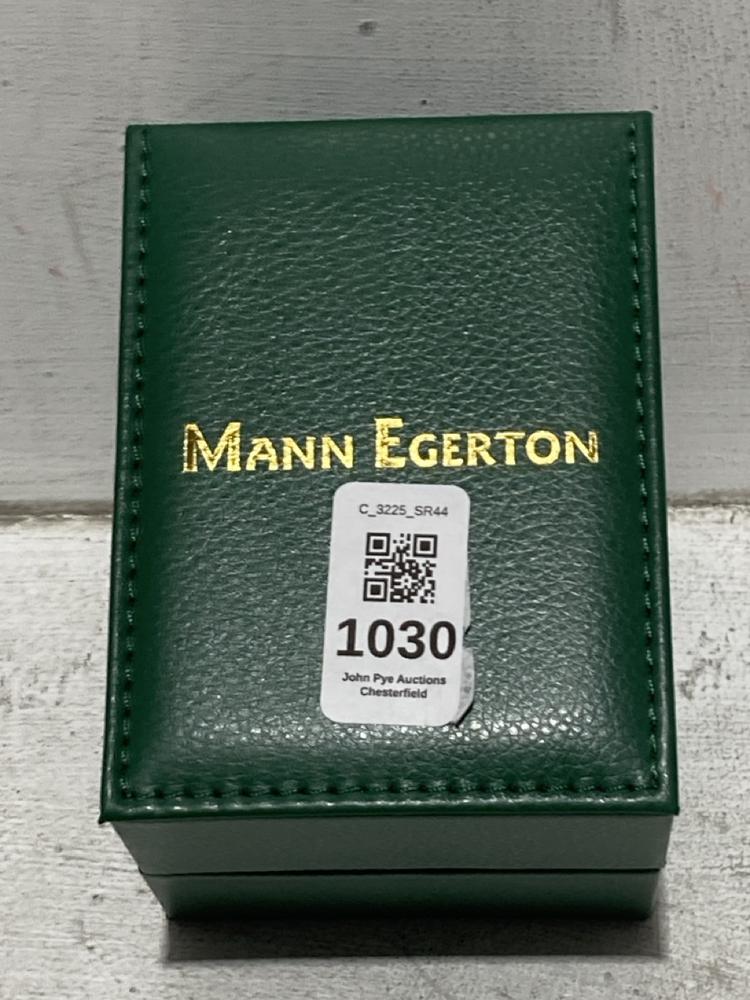 MANN EGERTON
C_3225_SR44
1030
John Pye Auctions
Chesterfield